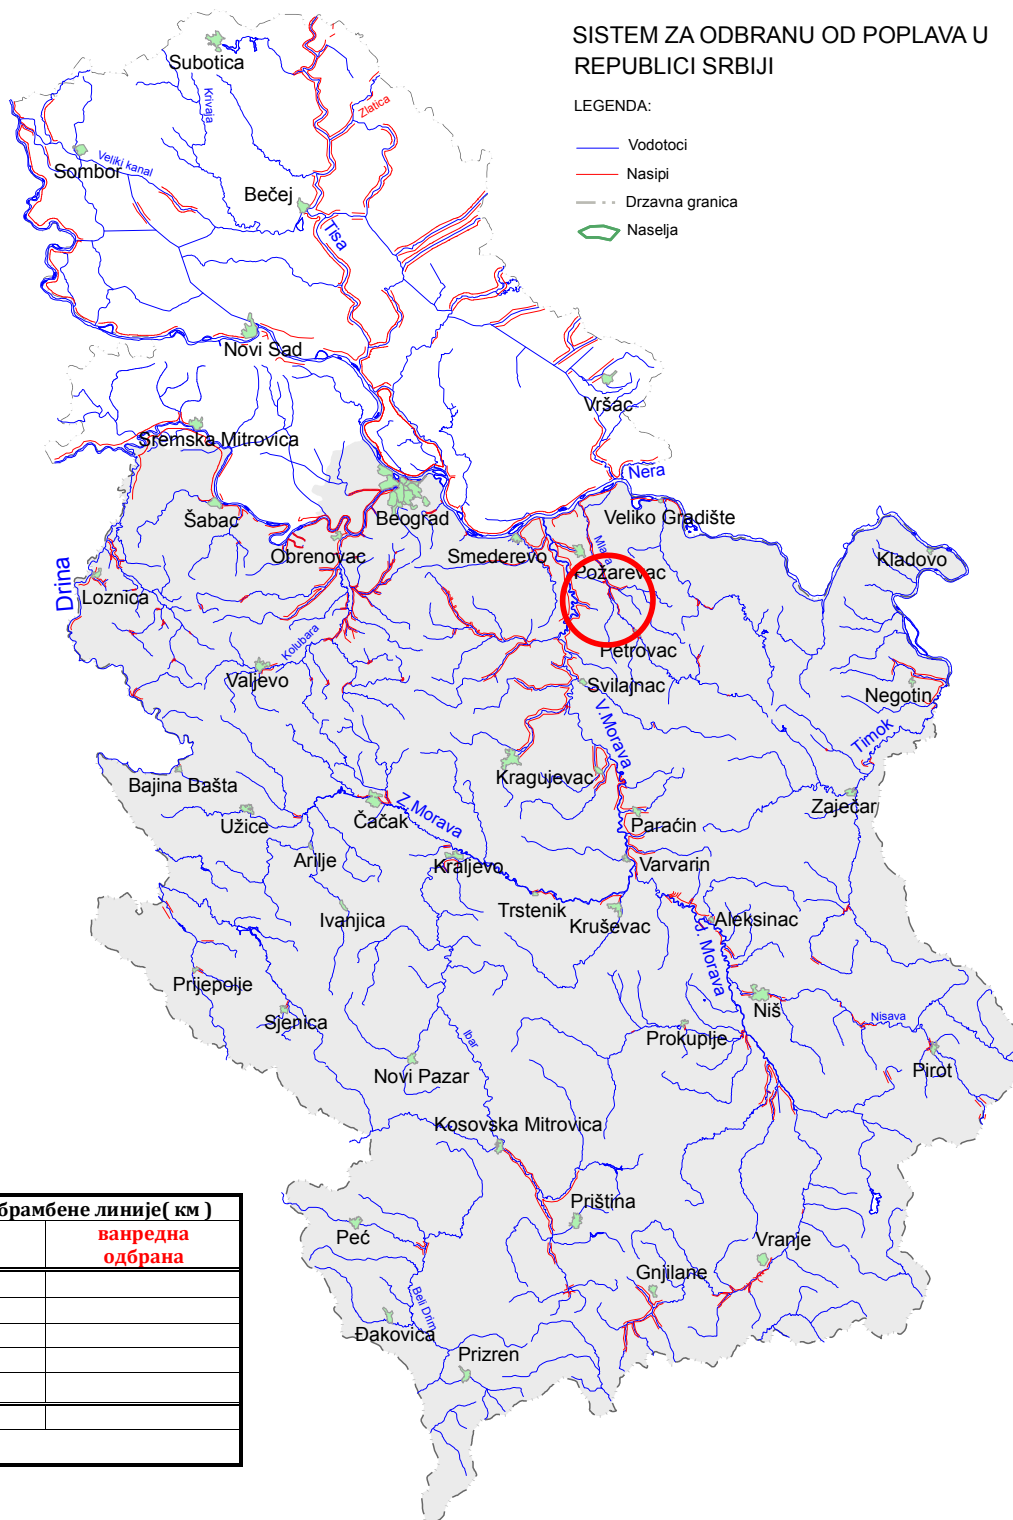 SISTEM ZA ODBRANU OD POPLAVA U
REPUBLICI SRBIJI
LEGENDA:
Vodotoci
Nasipi
Drzavna granica
Naselja
Subotica
Krivaja
Zlatica
Sombor
Veliki kanal
Bečej
Tisa
Novi Sad
Vršac
Sremska Mitrovica
Nera
Šabac
Beograd
Veliko Gradište
Obrenovac
Smederevo
Mlava
Požarevac
Kladovo
Drina
Loznica
Kolubara
Petrovac
Valjevo
Svilajnac
Negotin
V.Morava
Timok
Bajina Bašta
Kragujevac
Zaječar
Užice
Čačak
Z.Morava
Paraćin
Arilje
Kraljevo
Varvarin
Ivanjica
Trstenik
Kruševac
Aleksinac
J. Morava
Prijepolje
Sjenica
Niš
Nisava
Ibar
Prokuplje
Pirot
Novi Pazar
Kosovska Mitrovica
Priština
Peć
Vranje
Gnjilane
Beli Drim
Đakovica
Prizren
брамбене линије( км )
ванредна
одбрана